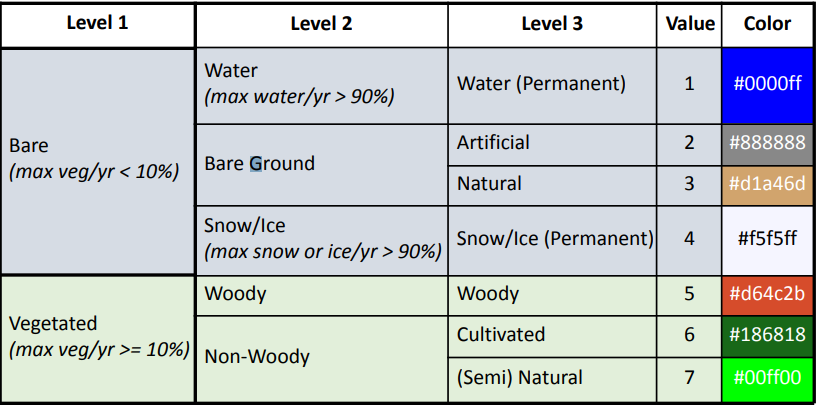 Level 1 Level 2 Level 3 Value Color
Bare
(max veg/yr < 10%)
Water
(max water/yr > 90%)
Water (Permanent) 1 #0000ff
Bare Ground
Artificial 2 #888888
Natural 3 #d1a46d
Snow/Ice
(max snow or ice/yr > 90%)
Snow/Ice (Permanent) 4 #f5f5ff
Vegetated
(max veg/yr >= 10%)
Woody Woody 5 #d64c2b
Non-Woody
Cultivated 6 #186818
(Semi) Natural 7 #00ff00